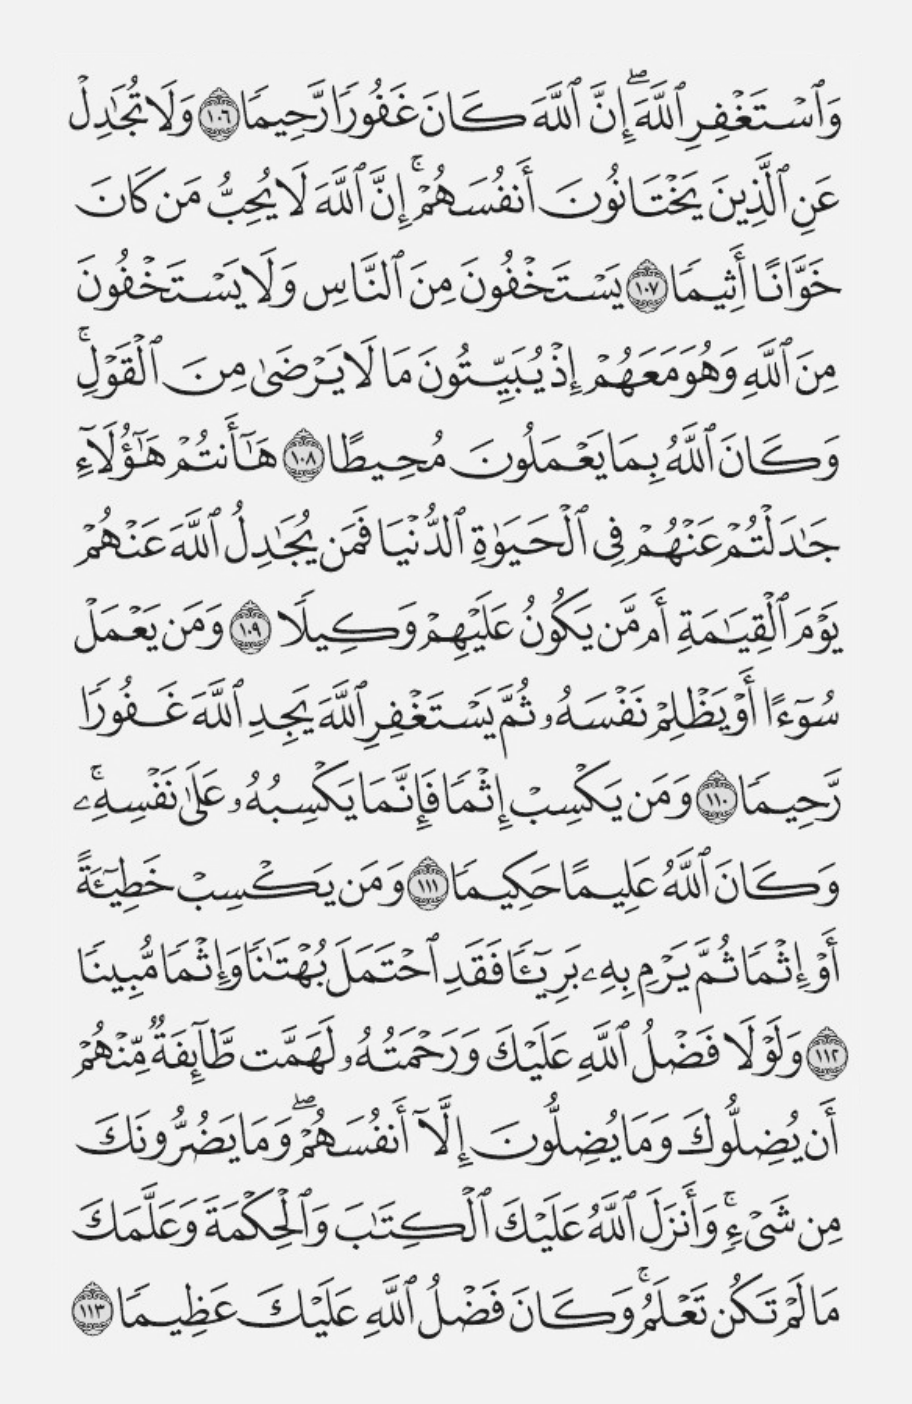 وَٱسۡتَغۡفِرِ ٱللَّهَۖ إِنَّ ٱللَّهَ كَانَ غَفُورٗا رَّحِيمٗا ١٠٦ وَلَا تُجَٰدِلۡ
عَنِ ٱلَّذِينَ يَخۡتَانُونَ أَنفُسَهُمۡۚ إِنَّ ٱللَّهَ لَا يُحِبُّ مَن كَانَ
خَوَّانًا أَثِيمٗا ١٠٧ يَسۡتَخۡفُونَ مِنَ ٱلنَّاسِ وَلَا يَسۡتَخۡفُونَ
مِنَ ٱللَّهِ وَهُوَ مَعَهُمۡ إِذۡ يُبَيِّتُونَ مَا لَا يَرۡضَىٰ مِنَ ٱلۡقَوۡلِۚ
وَكَانَ ٱللَّهُ بِمَا يَعۡمَلُونَ مُحِيطًا ١٠٨ هَٰٓأَنتُمۡ هَٰٓؤُلَآءِ
جَٰدَلۡتُمۡ عَنۡهُمۡ فِي ٱلۡحَيَوٰةِ ٱلدُّنۡيَا فَمَن يُجَٰدِلُ ٱللَّهَ عَنۡهُمۡ
يَوۡمَ ٱلۡقِيَٰمَةِ أَم مَّن يَكُونُ عَلَيۡهِمۡ وَكِيلٗا ١٠٩ وَمَن يَعۡمَلۡ
سُوٓءًا أَوۡ يَظۡلِمۡ نَفۡسَهُۥ ثُمَّ يَسۡتَغۡفِرِ ٱللَّهَ يَجِدِ ٱللَّهَ غَفُورٗا
رَّحِيمٗا ١١٠ وَمَن يَكۡسِبۡ إِثۡمٗا فَإِنَّمَا يَكۡسِبُهُۥ عَلَىٰ نَفۡسِهِۦۚ
وَكَانَ ٱللَّهُ عَلِيمًا حَكِيمٗا ١١١ وَمَن يَكۡسِبۡ خَطِيٓـَٔةً
أَوۡ إِثۡمٗا ثُمَّ يَرۡمِ بِهِۦ بَرِيٓـٔٗا فَقَدِ ٱحۡتَمَلَ بُهۡتَٰنٗا وَإِثۡمٗا مُّبِينٗا
١١٢ وَلَوۡلَا فَضۡلُ ٱللَّهِ عَلَيۡكَ وَرَحۡمَتُهُۥ لَهَمَّت طَّآئِفَةٞ مِّنۡهُمۡ
أَن يُضِلُّوكَ وَمَا يُضِلُّونَ إِلَّآ أَنفُسَهُمۡۖ وَمَا يَضُرُّونَكَ
مِن شَيۡءٖۚ وَأَنزَلَ ٱللَّهُ عَلَيۡكَ ٱلۡكِتَٰبَ وَٱلۡحِكۡمَةَ وَعَلَّمَكَ
مَا لَمۡ تَكُن تَعۡلَمُۚ وَكَانَ فَضۡلُ ٱللَّهِ عَلَيۡكَ عَظِيمٗا ١١٣